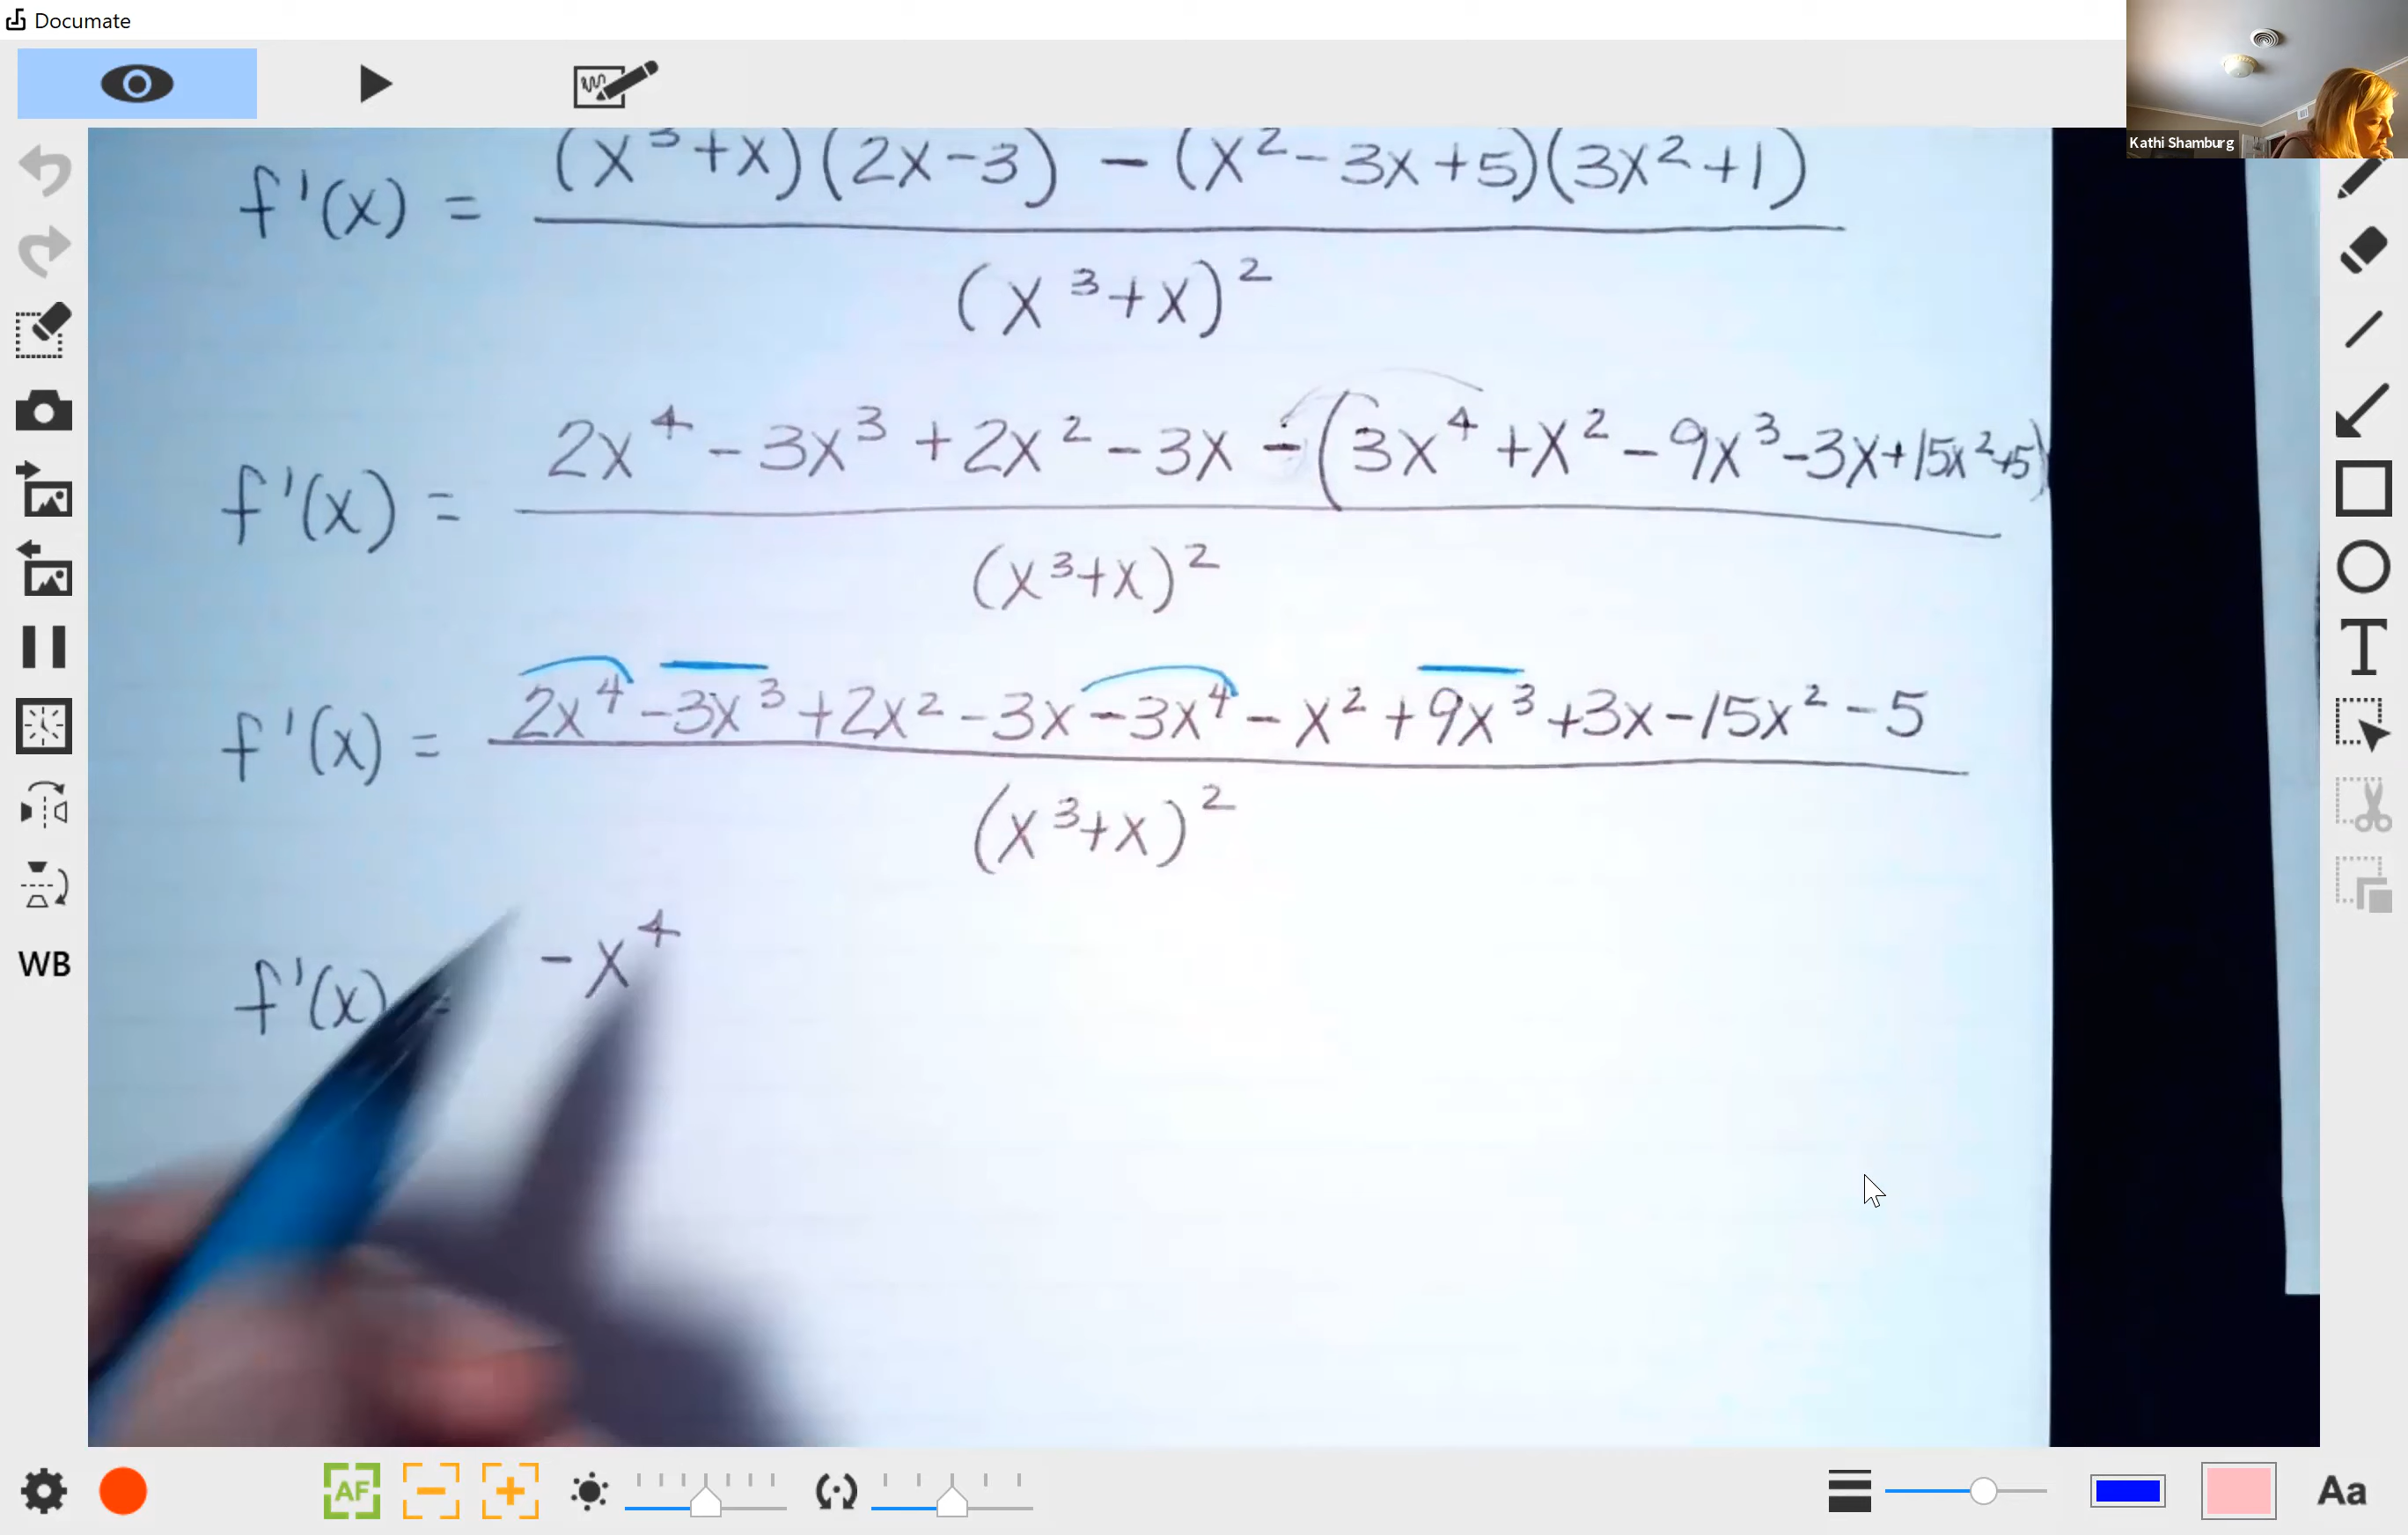 Documate
Kathi Shamburg
f'(x) = (x³+x)(2x-3) - (x²-3x+5)(3x²+1)
(x³+x)²
f'(x) = 2x⁴ - 3x³ + 2x² - 3x - (3x⁴ + x² - 9x³ - 3x + 15x² + 5)
(x³+x)²
f'(x) = 2x⁴ - 3x³ + 2x² - 3x - 3x⁴ - x² + 9x³ + 3x - 15x² - 5
(x³+x)²
f'(x) = -x⁴
WB
T
AF
Aa